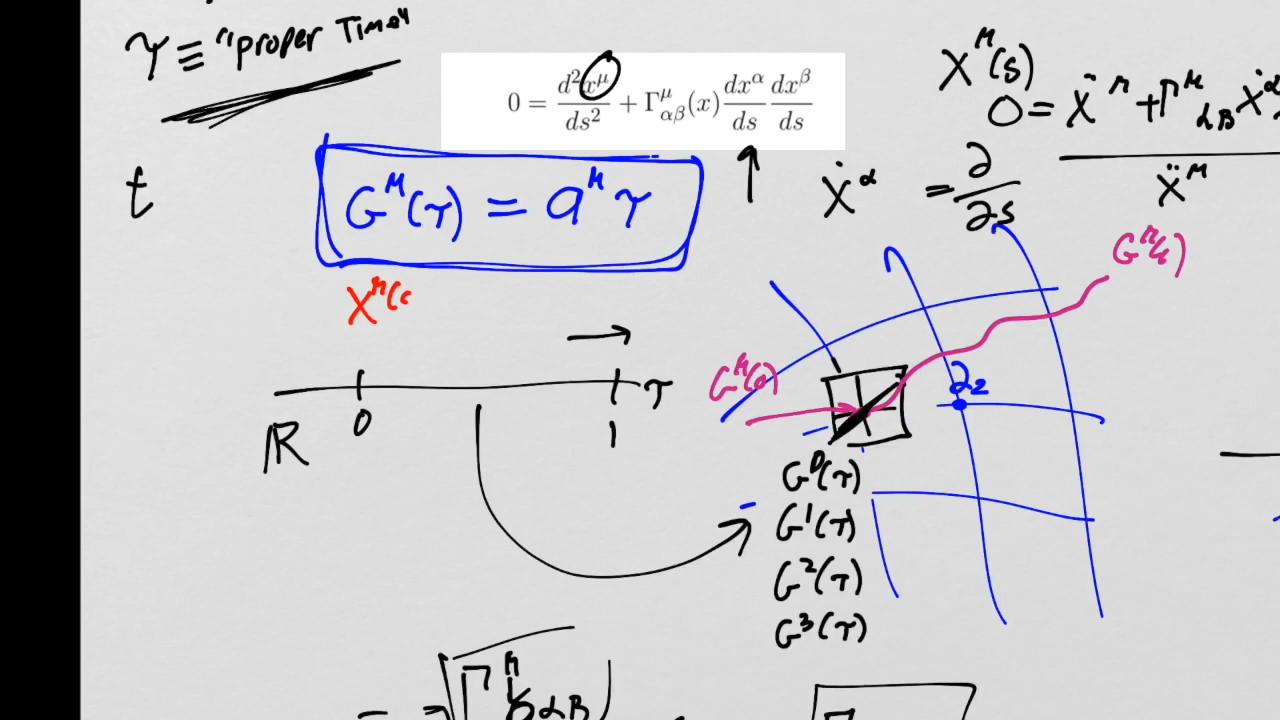 τ ≡ "proper Time"
0 = d²x^μ/ds² + Γ^μ_αβ(x) dx^α/ds dx^β/ds
X^μ(s)
0 = Ẍ^μ + Γ^μ_αβ Ẋ^α
t
G^μ(τ) = a^μ τ
Ẋ^α = ∂/∂s
Ẍ^μ
X^μ(
G^μ(
G^μ(0)
τ
ℝ 0 1
∂₂
G⁰(τ)
G¹(τ)
G²(τ)
G³(τ)